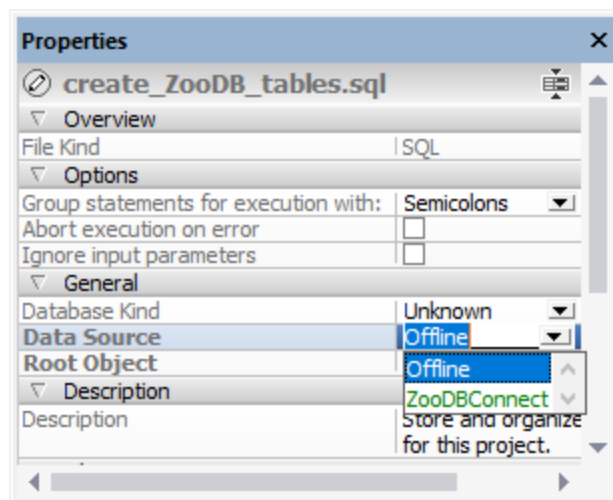 Properties
create_ZooDB_tables.sql
Overview
File Kind SQL
Options
Group statements for execution with: Semicolons
Abort execution on error
Ignore input parameters
General
Database Kind Unknown
Data Source Offline
Root Object Offline
ZooDBConnect
Description
Description Store and organize
for this project.